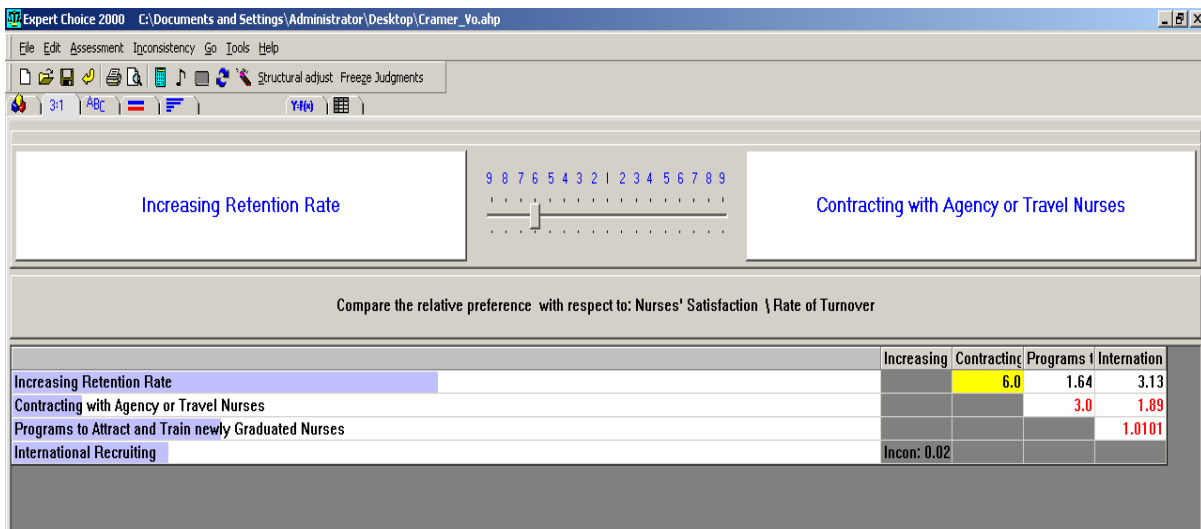 Expert Choice 2000 C:\Documents and Settings\Administrator\Desktop\Cramer_Vo.ahp
File Edit Assessment Inconsistency Go Tools Help
Structural adjust Freeze Judgments
3:1 ABC Y=f(x)
Increasing Retention Rate
9 8 7 6 5 4 3 2 1 2 3 4 5 6 7 8 9
Contracting with Agency or Travel Nurses
Compare the relative preference with respect to: Nurses' Satisfaction \ Rate of Turnover
Increasing Contracting Programs t Internation
Increasing Retention Rate 6.0 1.64 3.13
Contracting with Agency or Travel Nurses 3.0 1.89
Programs to Attract and Train newly Graduated Nurses 1.0101
International Recruiting Incon: 0.02